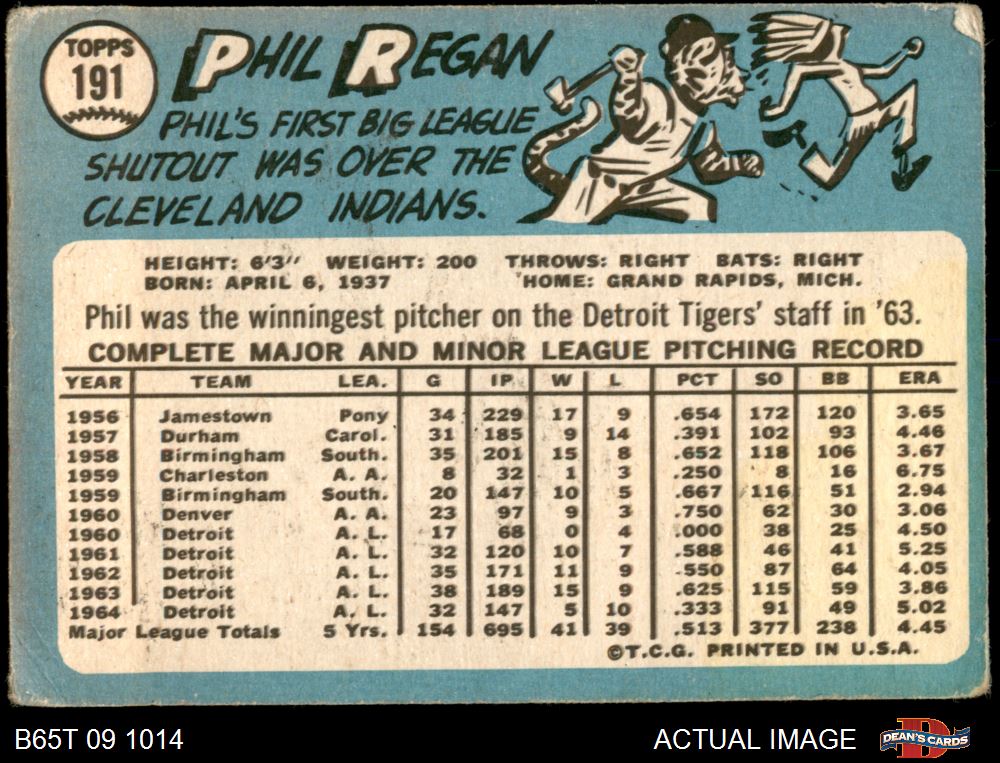 TOPPS
191
PHIL REGAN
PHIL'S FIRST BIG LEAGUE
SHUTOUT WAS OVER THE
CLEVELAND INDIANS.
HEIGHT: 6'3" WEIGHT: 200 THROWS: RIGHT BATS: RIGHT
BORN: APRIL 6, 1937 HOME: GRAND RAPIDS, MICH.
Phil was the winningest pitcher on the Detroit Tigers' staff in '63.
COMPLETE MAJOR AND MINOR LEAGUE PITCHING RECORD
YEAR TEAM LEA. G IP W L PCT SO BB ERA
1956 Jamestown Pony 34 229 17 9 .654 172 120 3.65
1957 Durham Carol. 31 185 9 14 .391 102 93 4.46
1958 Birmingham South. 35 201 15 8 .652 118 106 3.67
1959 Charleston A. A. 8 32 1 3 .250 8 16 6.75
1959 Birmingham South. 20 147 10 5 .667 116 51 2.94
1960 Denver A. A. 23 97 9 3 .750 62 30 3.06
1960 Detroit A. L. 17 68 0 4 .000 38 25 4.50
1961 Detroit A. L. 32 120 10 7 .588 46 41 5.25
1962 Detroit A. L. 35 171 11 9 .550 87 64 4.05
1963 Detroit A. L. 38 189 15 9 .625 115 59 3.86
1964 Detroit A. L. 32 147 5 10 .333 91 49 5.02
Major League Totals 5 Yrs. 154 695 41 39 .513 377 238 4.45
©T.C.G. PRINTED IN U.S.A.
B65T 09 1014
ACTUAL IMAGE
D
DEAN'S CARDS